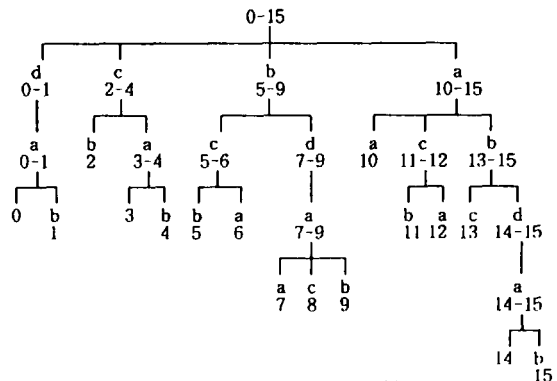 0-15
d c b a
0-1 2-4 5-9 10-15
a b a c d a c b
0-1 2 3-4 5-6 7-9 10 11-12 13-15
0 b 3 b b a a b a c d
1 4 5 6 7-9 11 12 13 14-15
a c b a
7 8 9 14-15
14 b
15